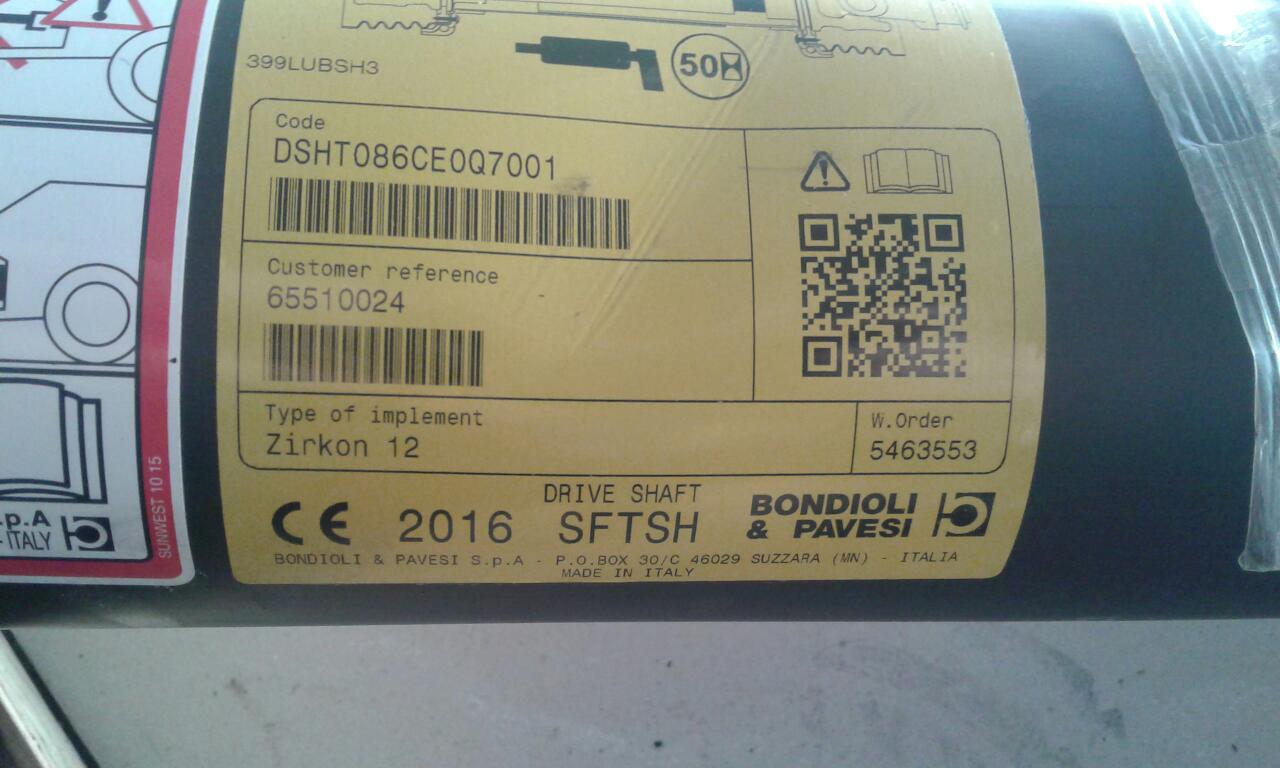 399LUBSH3
50
Code
DSHT086CE0Q7001
Customer reference
65510024
Type of implement
Zirkon 12
W.Order
5463553
DRIVE SHAFT
CE 2016 SFTSH
BONDIOLI
& PAVESI
BONDIOLI & PAVESI S.p.A - P.O.BOX 30/C 46029 SUZZARA (MN) - ITALIA
MADE IN ITALY
.p.A
- ITALY
SUNWEST 10 15